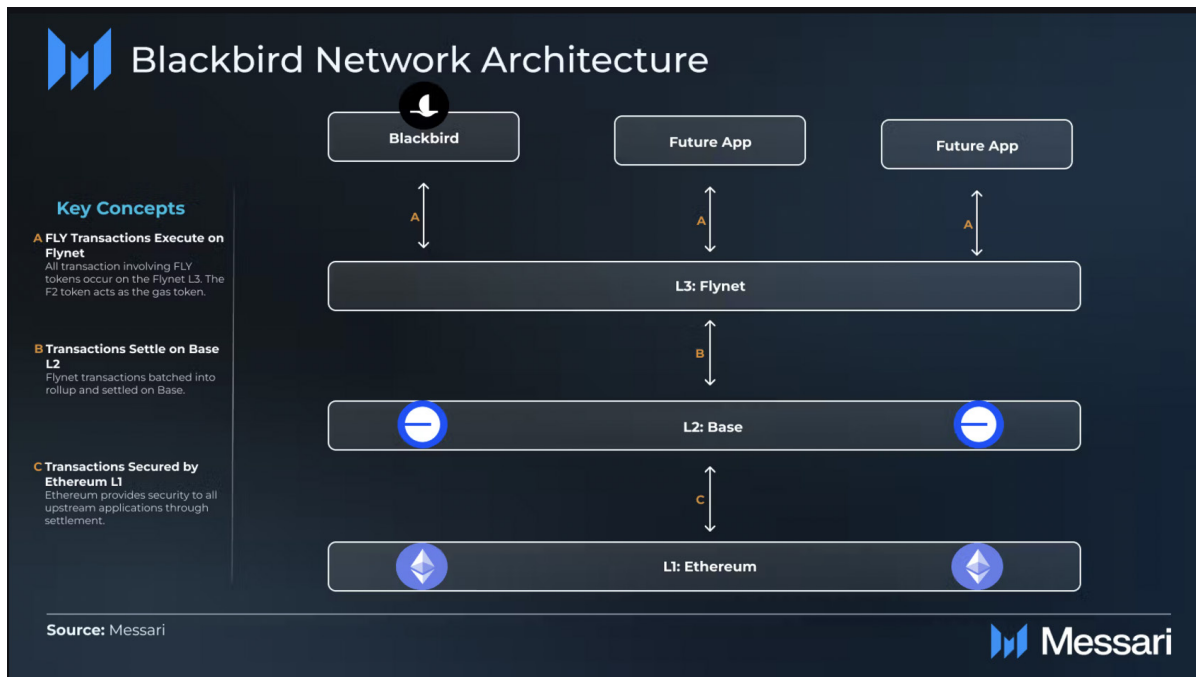 Blackbird Network Architecture
Blackbird
Future App
Future App
Key Concepts
A FLY Transactions Execute on
Flynet
All transaction involving FLY
tokens occur on the Flynet L3. The
F2 token acts as the gas token.
A
A
A
L3: Flynet
B Transactions Settle on Base
L2
Flynet transactions batched into
rollup and settled on Base.
B
L2: Base
C Transactions Secured by
Ethereum L1
Ethereum provides security to all
upstream applications through
settlement.
C
L1: Ethereum
Source: Messari
Messari